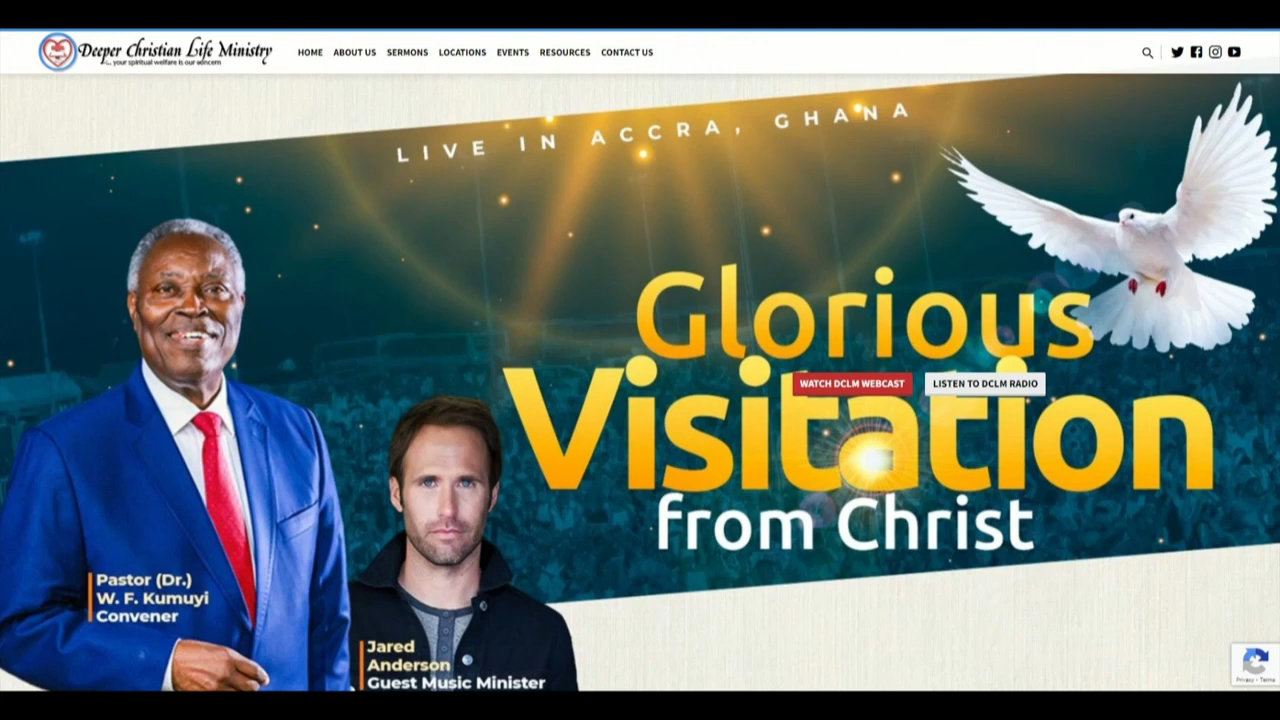 Deeper Christian Life Ministry
... your spiritual welfare is our concern
HOME ABOUT US SERMONS LOCATIONS EVENTS RESOURCES CONTACT US
LIVE IN ACCRA, GHANA
Glorious
Visitation
WATCH DCLM WEBCAST LISTEN TO DCLM RADIO
from Christ
Pastor (Dr.)
W. F. Kumuyi
Convener
Jared
Anderson
Guest Music Minister
Privacy - Terms